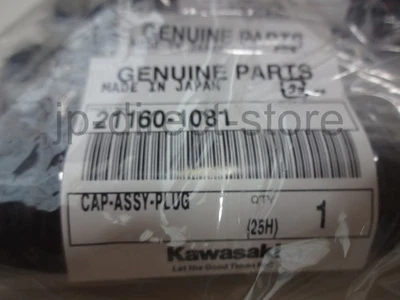 GENUINE PARTS
GENUINE PARTS
MADE IN JAPAN
jp-direct-store
21160-1081
CAP-ASSY-PLUG
QTY
(25H)
1
Kawasaki
Let the Good Times Roll